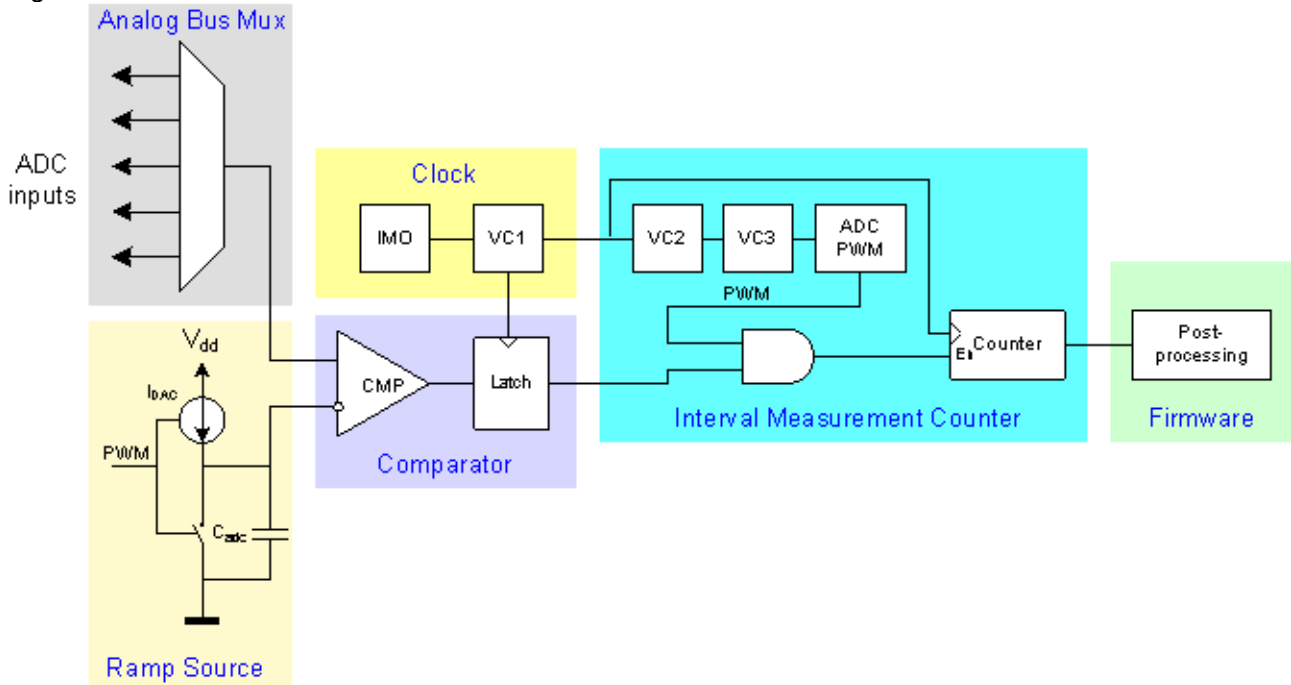 Analog Bus Mux
ADC
inputs
Clock
IMO
VC1
VC2
VC3
ADC
PWM
PWM
Counter
En
Post-
processing
Interval Measurement Counter
Firmware
CMP
Latch
Comparator
Vdd
IDAC
PWM
Cadc
Ramp Source